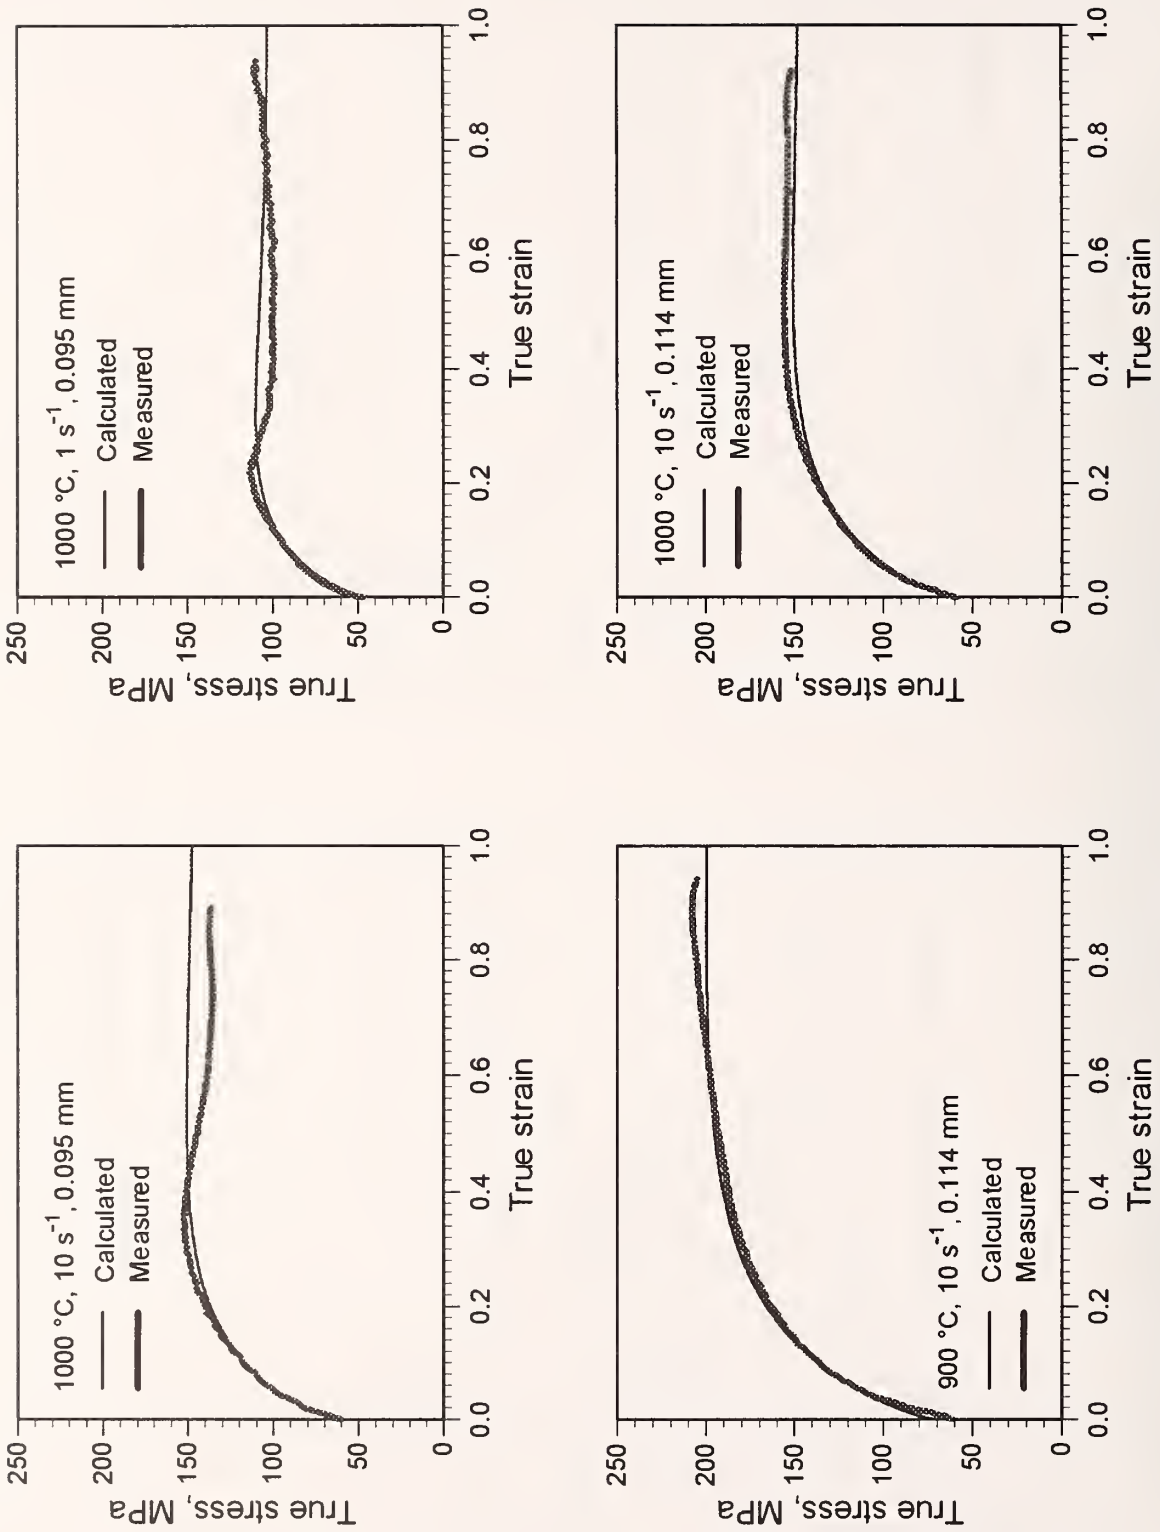 True stress, MPa
250
200
150
100
50
0
1000 °C, 10 s⁻¹, 0.095 mm
Calculated
Measured
0.0 0.2 0.4 0.6 0.8 1.0
True strain
True stress, MPa
250
200
150
100
50
0
1000 °C, 1 s⁻¹, 0.095 mm
Calculated
Measured
0.0 0.2 0.4 0.6 0.8 1.0
True strain
True stress, MPa
250
200
150
100
50
0
900 °C, 10 s⁻¹, 0.114 mm
Calculated
Measured
0.0 0.2 0.4 0.6 0.8 1.0
True strain
True stress, MPa
250
200
150
100
50
0
1000 °C, 10 s⁻¹, 0.114 mm
Calculated
Measured
0.0 0.2 0.4 0.6 0.8 1.0
True strain